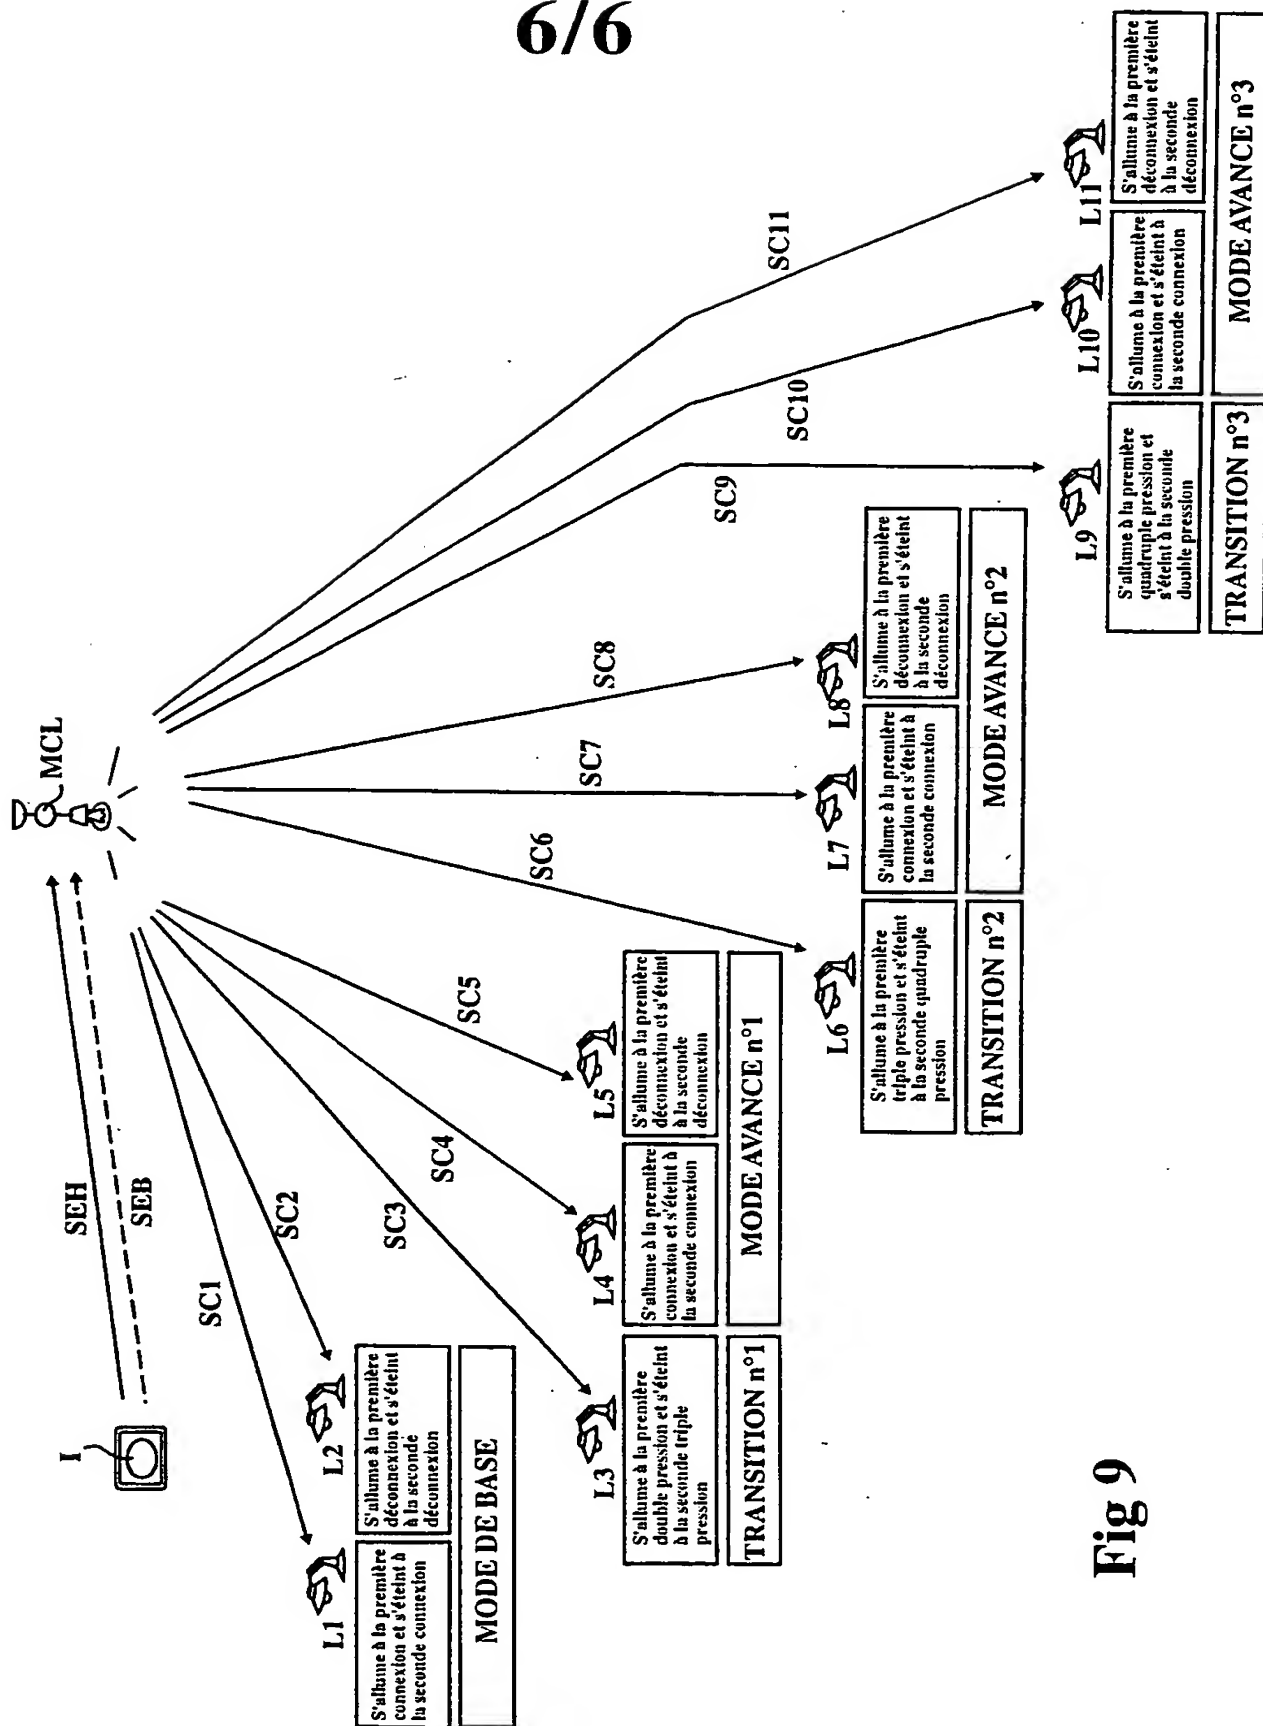 6/6
MCL
I
SEH
SEB
SC1
SC2
SC3
SC4
SC5
SC6
SC7
SC8
SC9
SC10
SC11
L1
S'allume à la première
connexion et s'éteint à
la seconde connexion
L2
S'allume à la première
déconnexion et s'éteint
à la seconde
déconnexion
MODE DE BASE
L3
S'allume à la première
double pression et s'éteint
à la seconde triple
pression
TRANSITION n°1
L4
S'allume à la première
connexion et s'éteint à
la seconde connexion
L5
S'allume à la première
déconnexion et s'éteint
à la seconde
déconnexion
MODE AVANCE n°1
L6
S'allume à la première
triple pression et s'éteint
à la seconde quadruple
pression
TRANSITION n°2
L7
S'allume à la première
connexion et s'éteint à
la seconde connexion
L8
S'allume à la première
déconnexion et s'éteint
à la seconde
déconnexion
MODE AVANCE n°2
L9
S'allume à la première
quadruple pression et
s'éteint à la seconde
double pression
TRANSITION n°3
L10
S'allume à la première
connexion et s'éteint à
la seconde connexion
L11
S'allume à la première
déconnexion et s'éteint
à la seconde
déconnexion
MODE AVANCE n°3
Fig 9